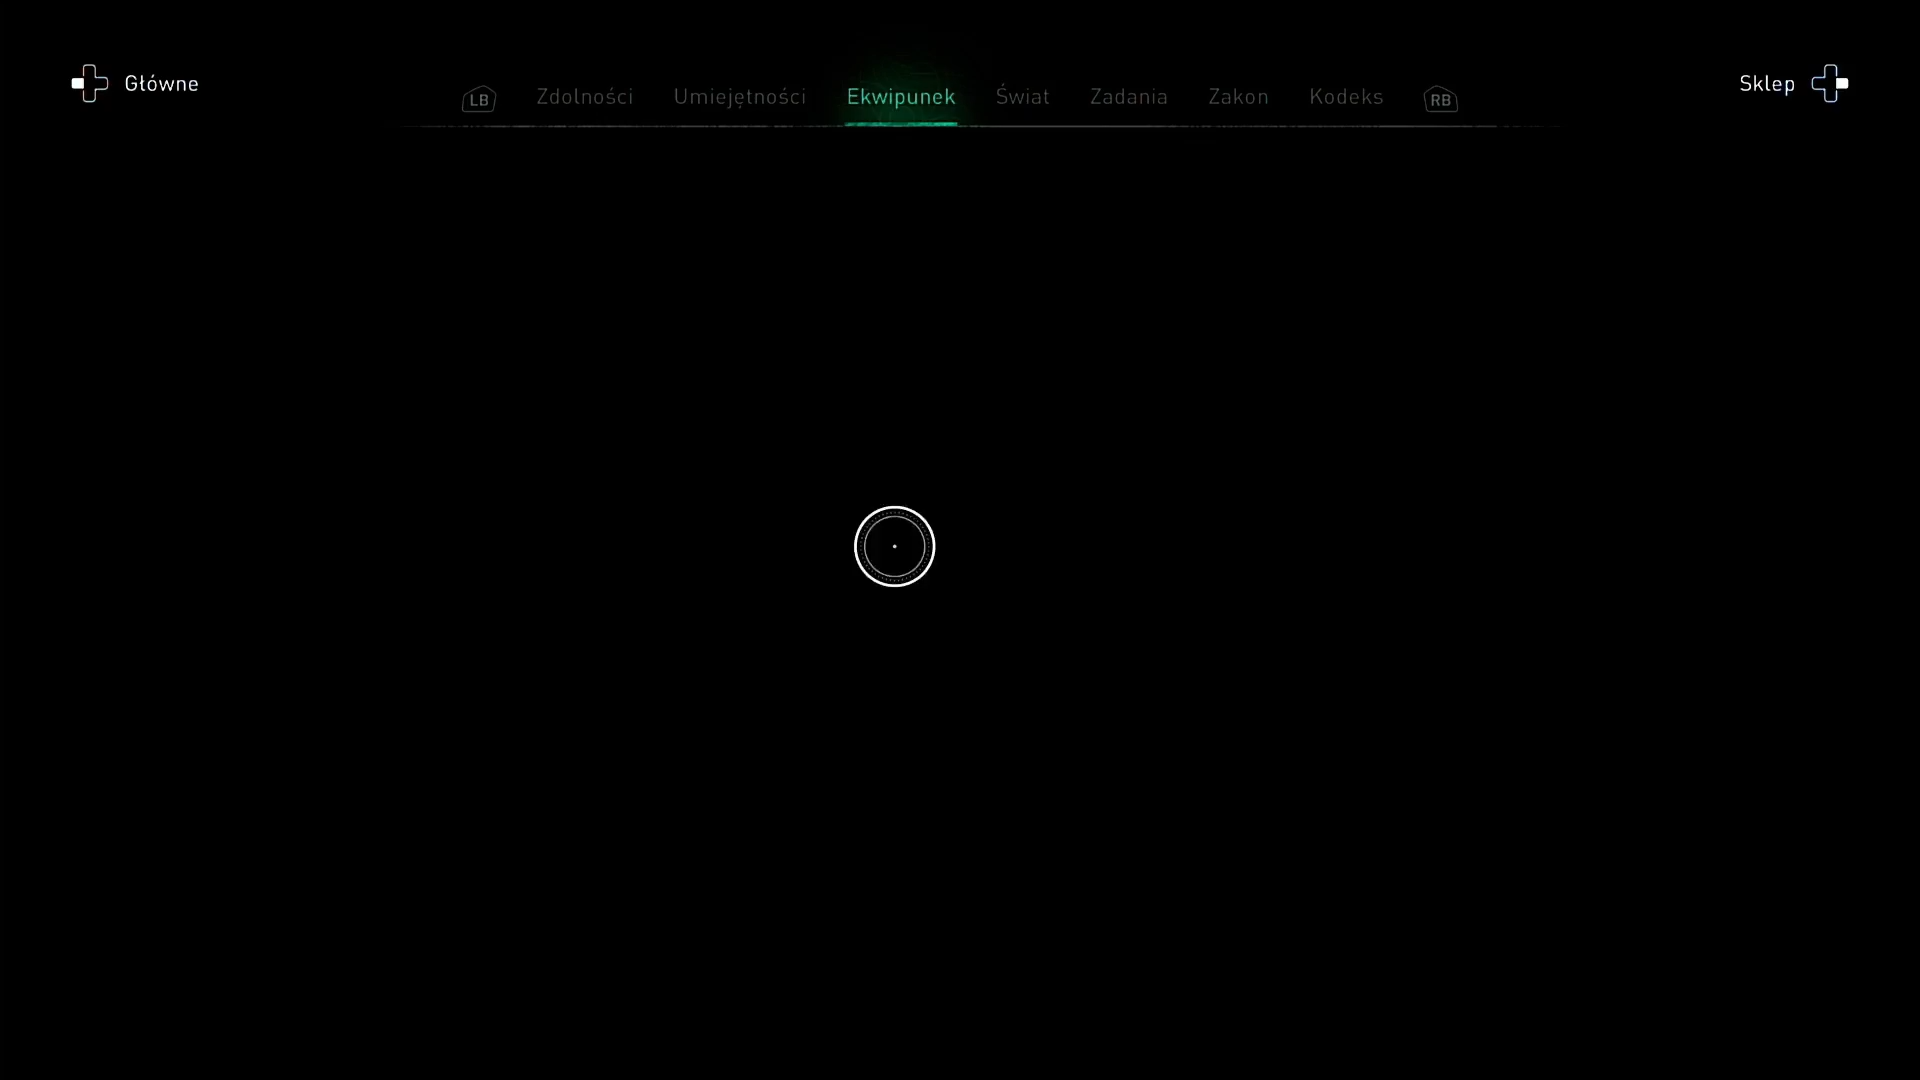 Główne
LB Zdolności Umiejętności Ekwipunek Świat Zadania Zakon Kodeks RB
Sklep